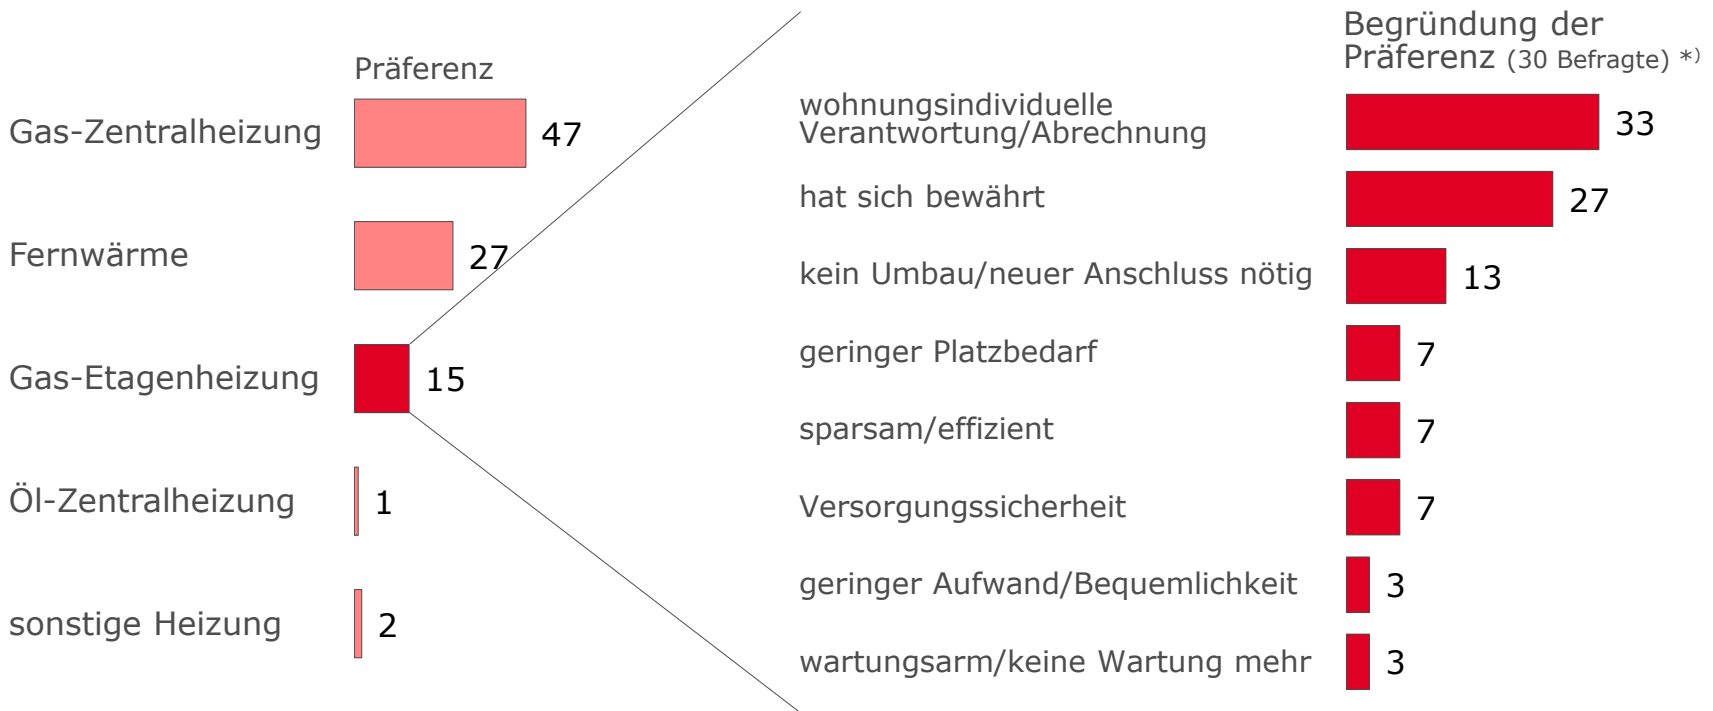 Präferenz
Gas-Zentralheizung
47
Fernwärme
27
Gas-Etagenheizung
15
Öl-Zentralheizung
1
sonstige Heizung
2
Begründung der
Präferenz (30 Befragte) *)
wohnungsindividuelle
Verantwortung/Abrechnung
33
hat sich bewährt
27
kein Umbau/neuer Anschluss nötig
13
geringer Platzbedarf
7
sparsam/effizient
7
Versorgungssicherheit
7
geringer Aufwand/Bequemlichkeit
3
wartungsarm/keine Wartung mehr
3